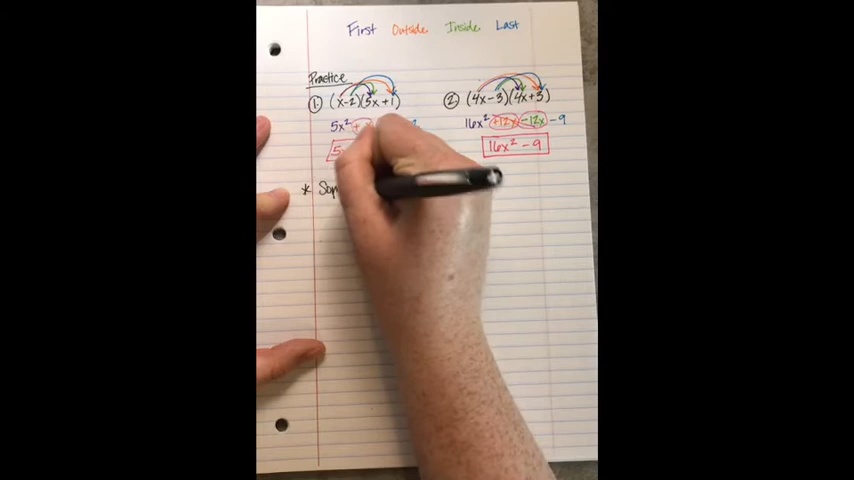 First Outside Inside Last
Practice
1. (x-2)(5x+1) 2 (4x-3)(4x+3)
5x² 16x² +12x -12x -9
16x² - 9
*